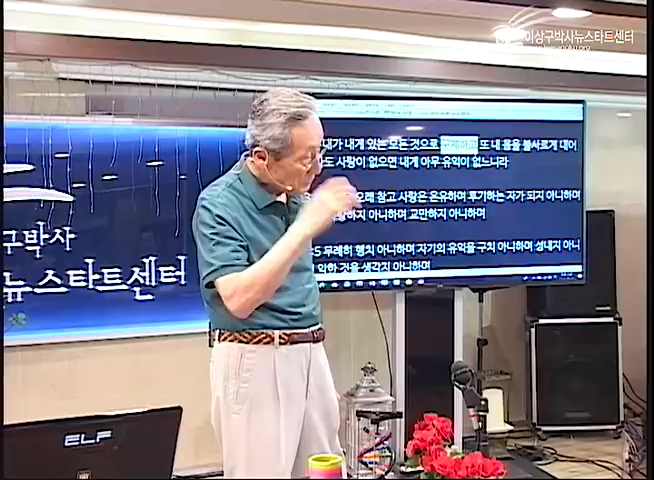 이상구박사뉴스타트센터
내가 내게 있는 모든 것으로 구제하고 또 내 몸을 불사르게 내어
사랑이 없으면 내게 아무 유익이 없느니라
오래 참고 사랑은 온유하며 투기하는 자가 되지 아니하며
하지 아니하며 교만하지 아니하며
5 무례히 행치 아니하며 자기의 유익을 구치 아니하며 성내지 아니
악한 것을 생각지 아니하며
구박사
뉴스타트센터
ELF